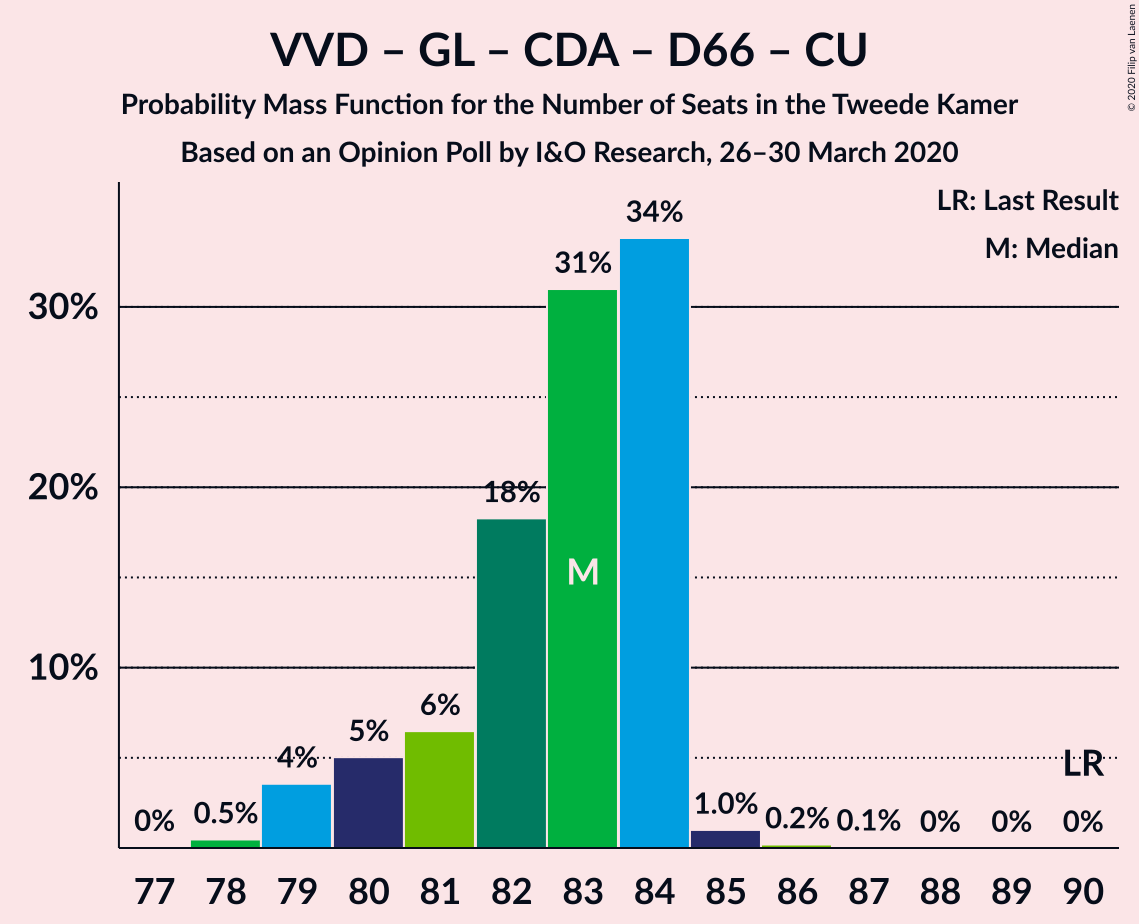 VVD – GL – CDA – D66 – CU
Probability Mass Function for the Number of Seats in the Tweede Kamer
Based on an Opinion Poll by I&O Research, 26–30 March 2020
© 2020 Filip van Laenen
LR: Last Result
M: Median
34%
31%
30%
20%
18%
M
10%
6%
5%
4%
LR
0%
0.5%
1.0%
0.2%
0.1%
0%
0%
0%
77 78 79 80 81 82 83 84 85 86 87 88 89 90